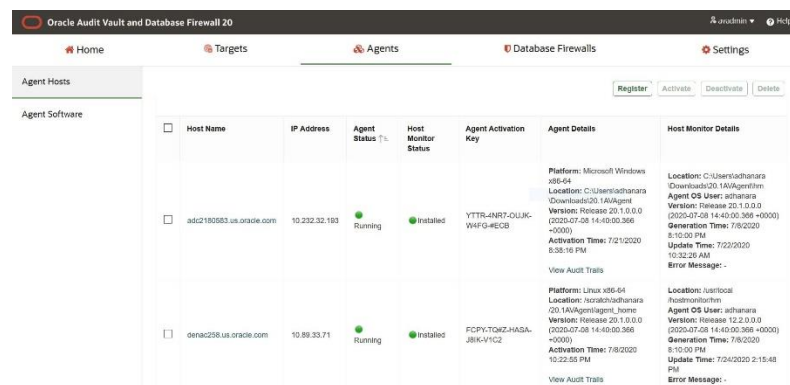 Oracle Audit Vault and Database Firewall 20
avadmin
Help
Home
Targets
Agents
Database Firewalls
Settings
Agent Hosts
Agent Software
Register
Activate
Deactivate
Delete
Host Name
IP Address
Agent
Status
Host
Monitor
Status
Agent Activation
Key
Agent Details
Host Monitor Details
adc2180583.us.oracle.com
10.232.32.193
Running
Installed
YTTR-4NR7-OUJK-
W4FG-#ECB
Platform: Microsoft Windows
x86-64
Location: C:\Users\adhanara
\Downloads\20.1AVAgent
Version: Release 20.1.0.0.0
(2020-07-08 14:40:00.366
+0000)
Activation Time: 7/21/2020
8:38:16 PM
View Audit Trails
Location: C:\Users\adhanara
\Downloads\20.1AVAgent\hm
Agent OS User: adhanara
Version: Release 20.1.0.0.0
(2020-07-08 14:40:00.366 +0000)
Generation Time: 7/8/2020
8:10:00 PM
Update Time: 7/22/2020
10:32:26 AM
Error Message: -
denac258.us.oracle.com
10.89.33.71
Running
Installed
FCPY-TQ#Z-HASA-
J8IK-V1C2
Platform: Linux x86-64
Location: /scratch/adhanara
/20.1AVAgent/agent_home
Version: Release 20.1.0.0.0
(2020-07-08 14:40:00.366
+0000)
Activation Time: 7/8/2020
10:22:55 PM
View Audit Trails
Location: /usr/local
/hostmonitor/hm
Agent OS User: adhanara
Version: Release 12.2.0.0.0
(2020-07-08 14:40:00.366 +0000)
Generation Time: 7/8/2020
8:10:00 PM
Update Time: 7/24/2020 2:15:48
PM
Error Message: -